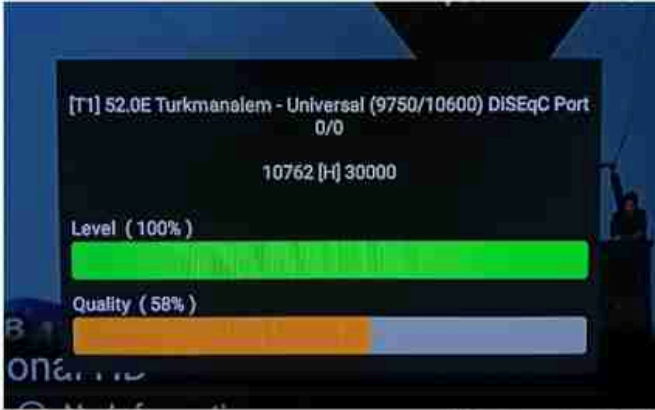 [T1] 52.0E Turkmanalem - Universal (9750/10600) DiSEqC Port
0/0
10762 [H] 30000
Level ( 100% )
Quality ( 58% )